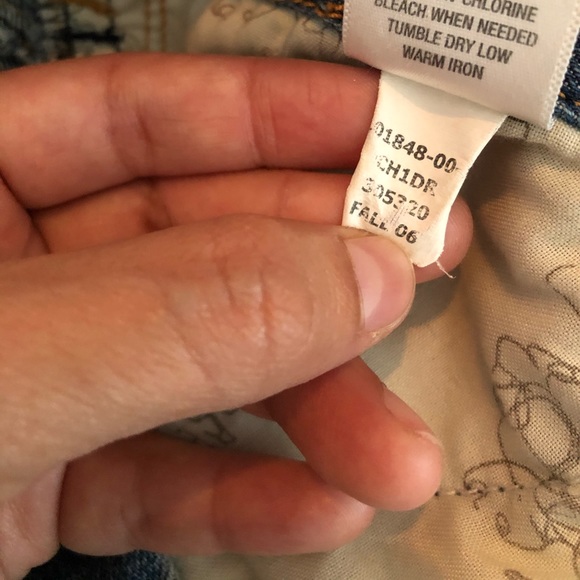 CHLORINE
BLEACH WHEN NEEDED
TUMBLE DRY LOW
WARM IRON
01848-00
CH1DR
305320
FALL 06